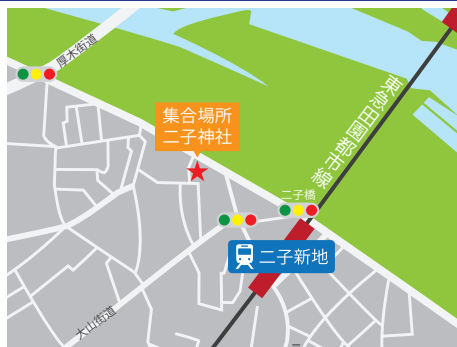 厚木街道
集合場所
二子神社
東急田園都市線
二子橋
二子新地
大山街道